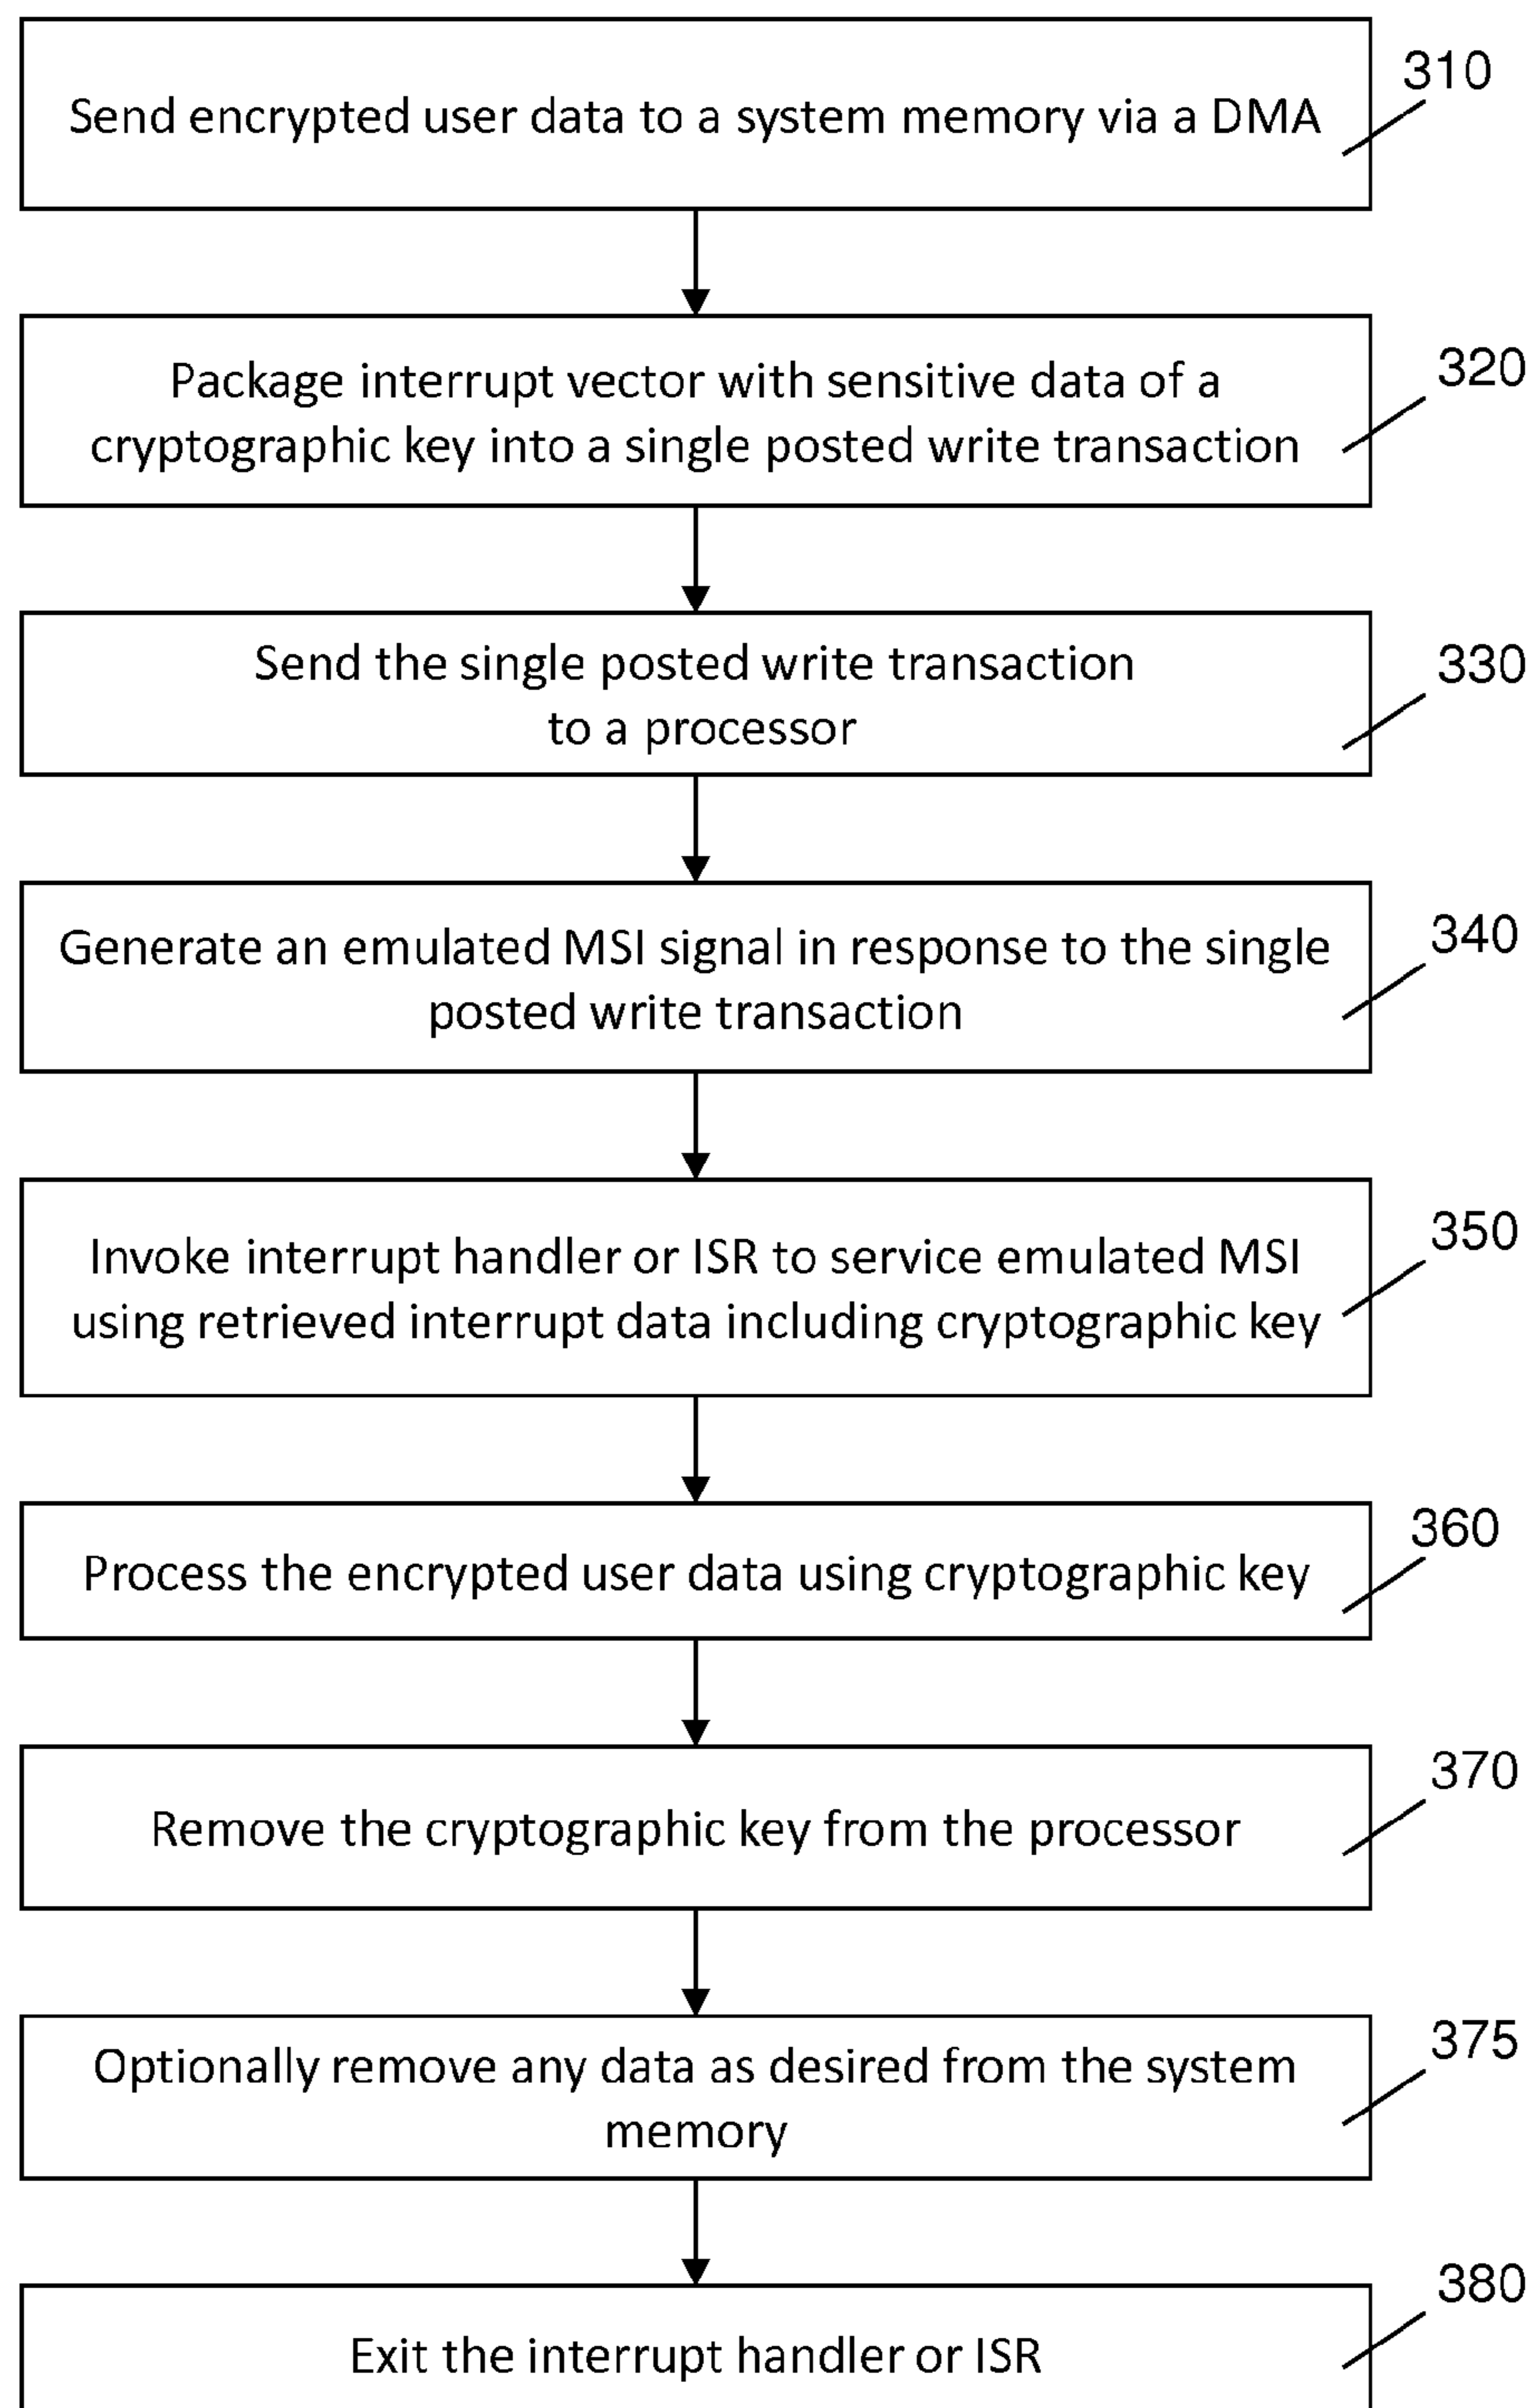 310
Send encrypted user data to a system memory via a DMA
320
Package interrupt vector with sensitive data of a
cryptographic key into a single posted write transaction
330
Send the single posted write transaction
to a processor
340
Generate an emulated MSI signal in response to the single
posted write transaction
350
Invoke interrupt handler or ISR to service emulated MSI
using retrieved interrupt data including cryptographic key
360
Process the encrypted user data using cryptographic key
370
Remove the cryptographic key from the processor
375
Optionally remove any data as desired from the system
memory
380
Exit the interrupt handler or ISR